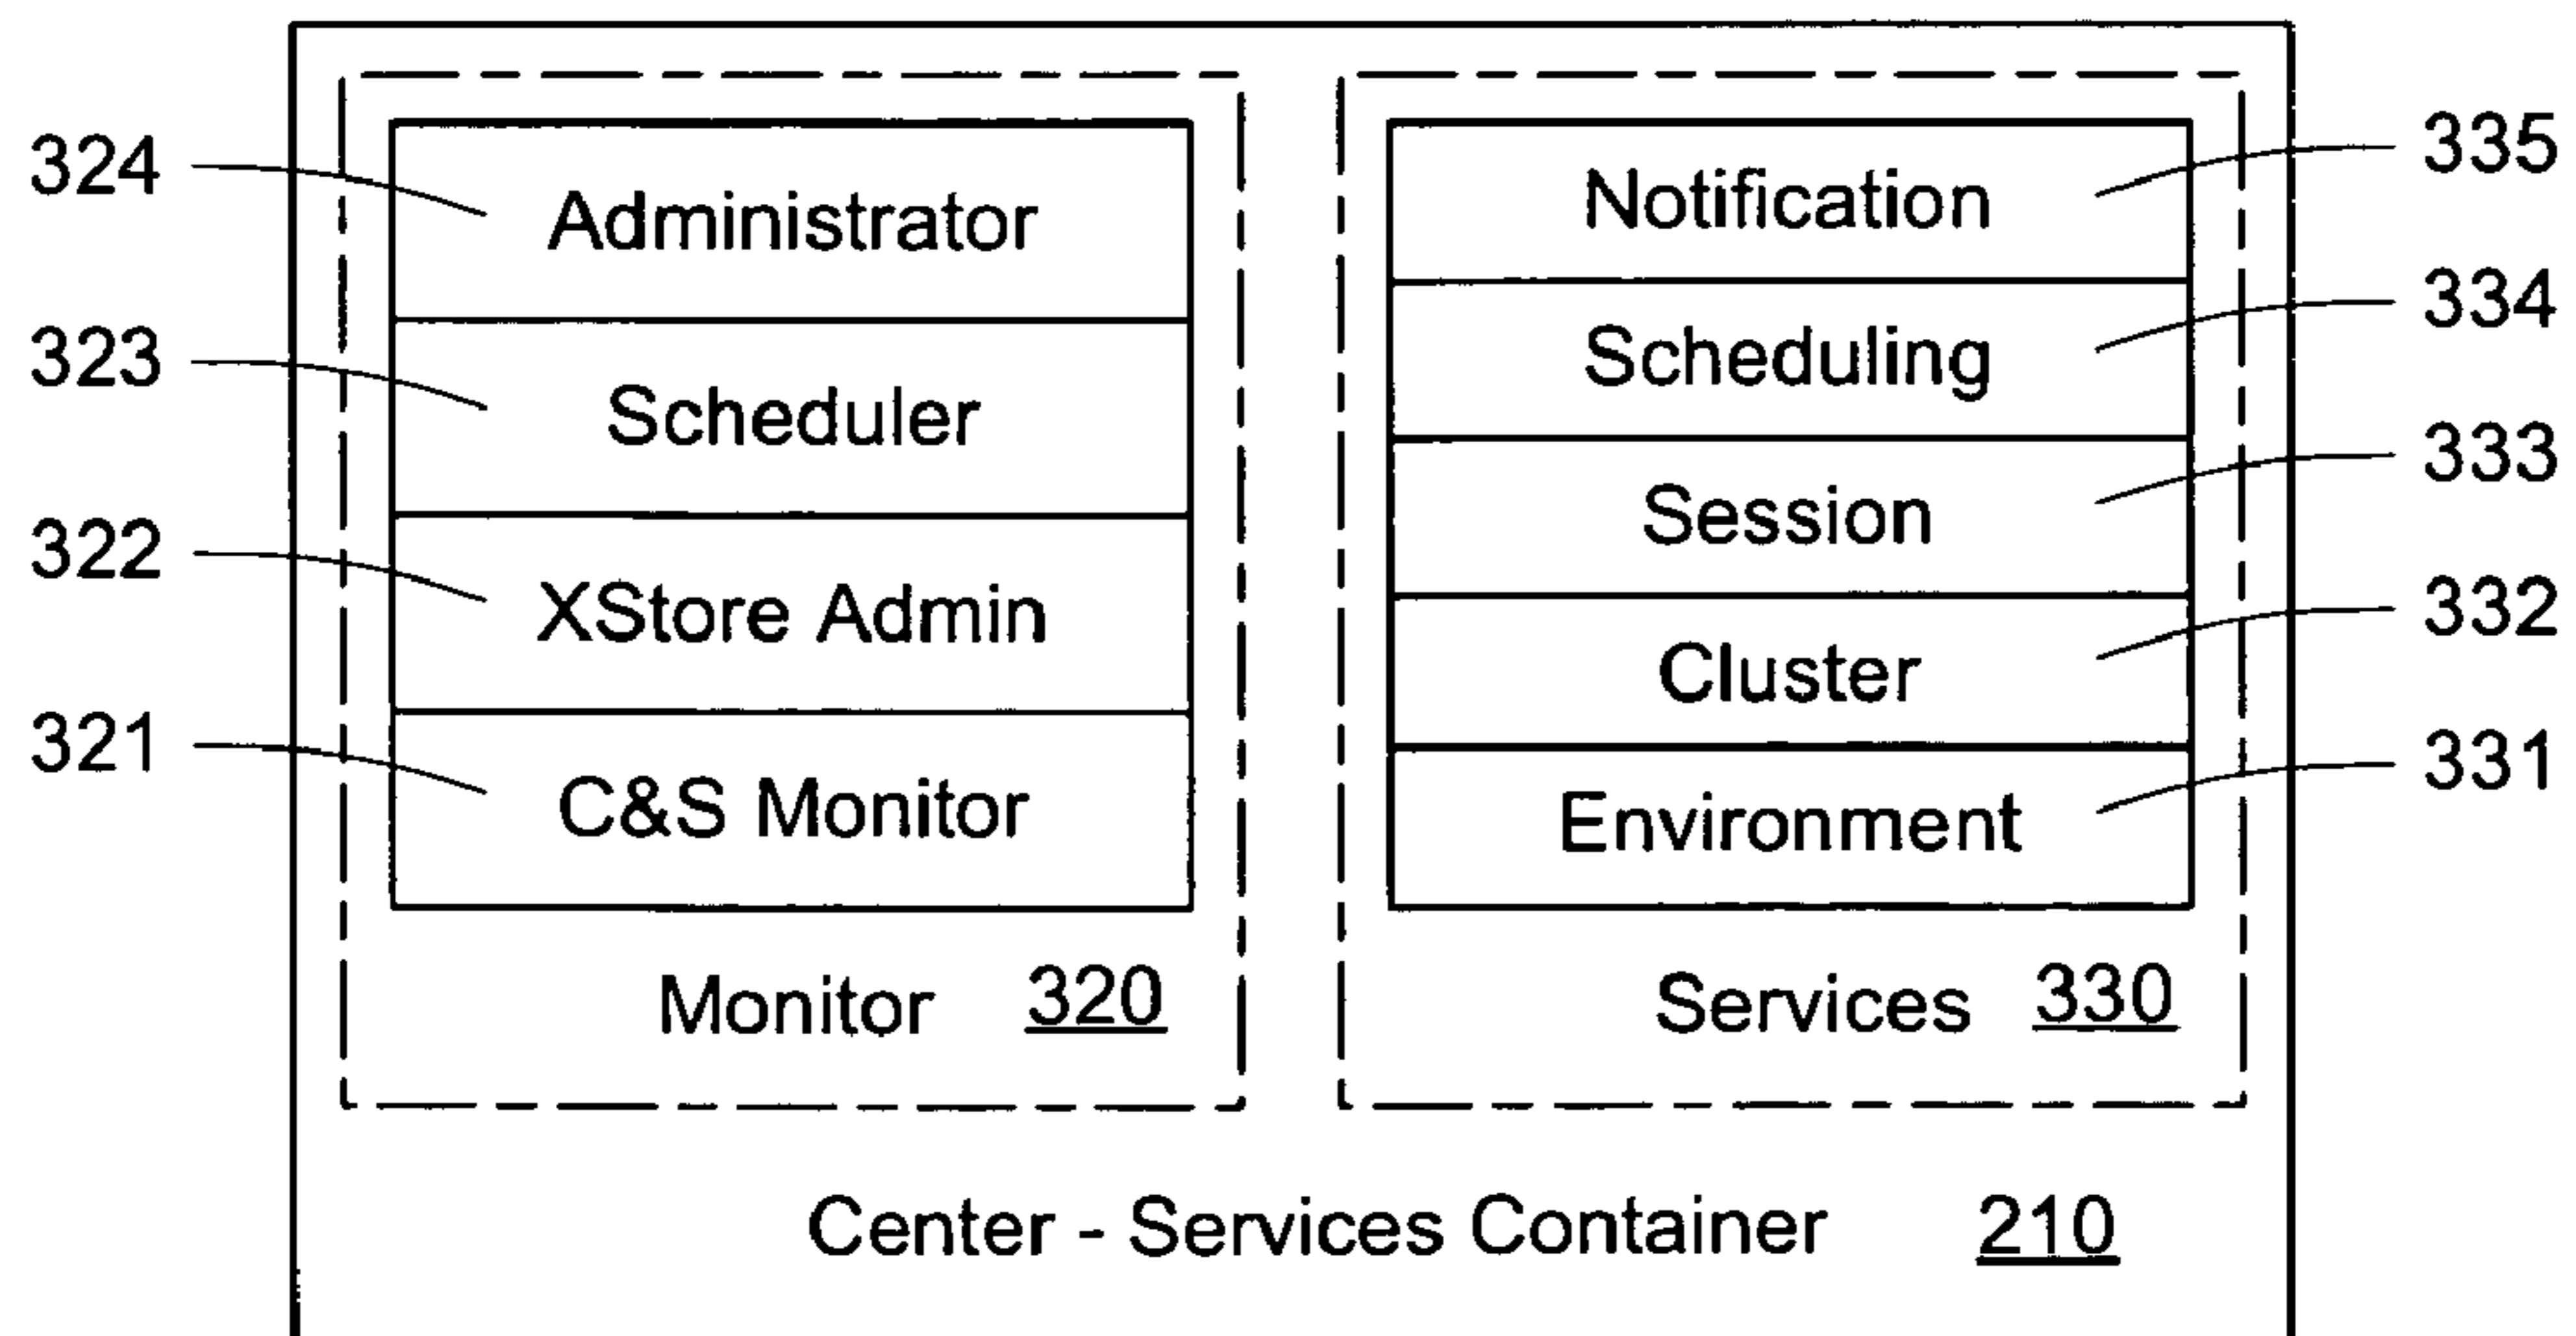 324
Administrator
323
Scheduler
322
XStore Admin
321
C&S Monitor
Monitor 320
Notification
335
Scheduling
334
Session
333
Cluster
332
Environment
331
Services 330
Center - Services Container 210